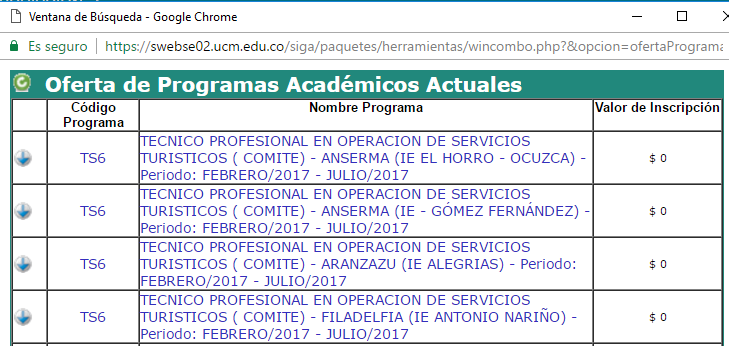 Ventana de Búsqueda - Google Chrome
Es seguro | https://swebse02.ucm.edu.co/siga/paquetes/herramientas/wincombo.php?&opcion=ofertaPrograma
Oferta de Programas Académicos Actuales
Código Programa Nombre Programa Valor de Inscripción
TS6 TECNICO PROFESIONAL EN OPERACION DE SERVICIOS
TURISTICOS ( COMITE) - ANSERMA (IE EL HORRO - OCUZCA) -
Periodo: FEBRERO/2017 - JULIO/2017
$ 0
TS6 TECNICO PROFESIONAL EN OPERACION DE SERVICIOS
TURISTICOS ( COMITE) - ANSERMA (IE - GÓMEZ FERNÁNDEZ) -
Periodo: FEBRERO/2017 - JULIO/2017
$ 0
TS6 TECNICO PROFESIONAL EN OPERACION DE SERVICIOS
TURISTICOS ( COMITE) - ARANZAZU (IE ALEGRIAS) - Periodo:
FEBRERO/2017 - JULIO/2017
$ 0
TS6 TECNICO PROFESIONAL EN OPERACION DE SERVICIOS
TURISTICOS ( COMITE) - FILADELFIA (IE ANTONIO NARIÑO) -
Periodo: FEBRERO/2017 - JULIO/2017
$ 0